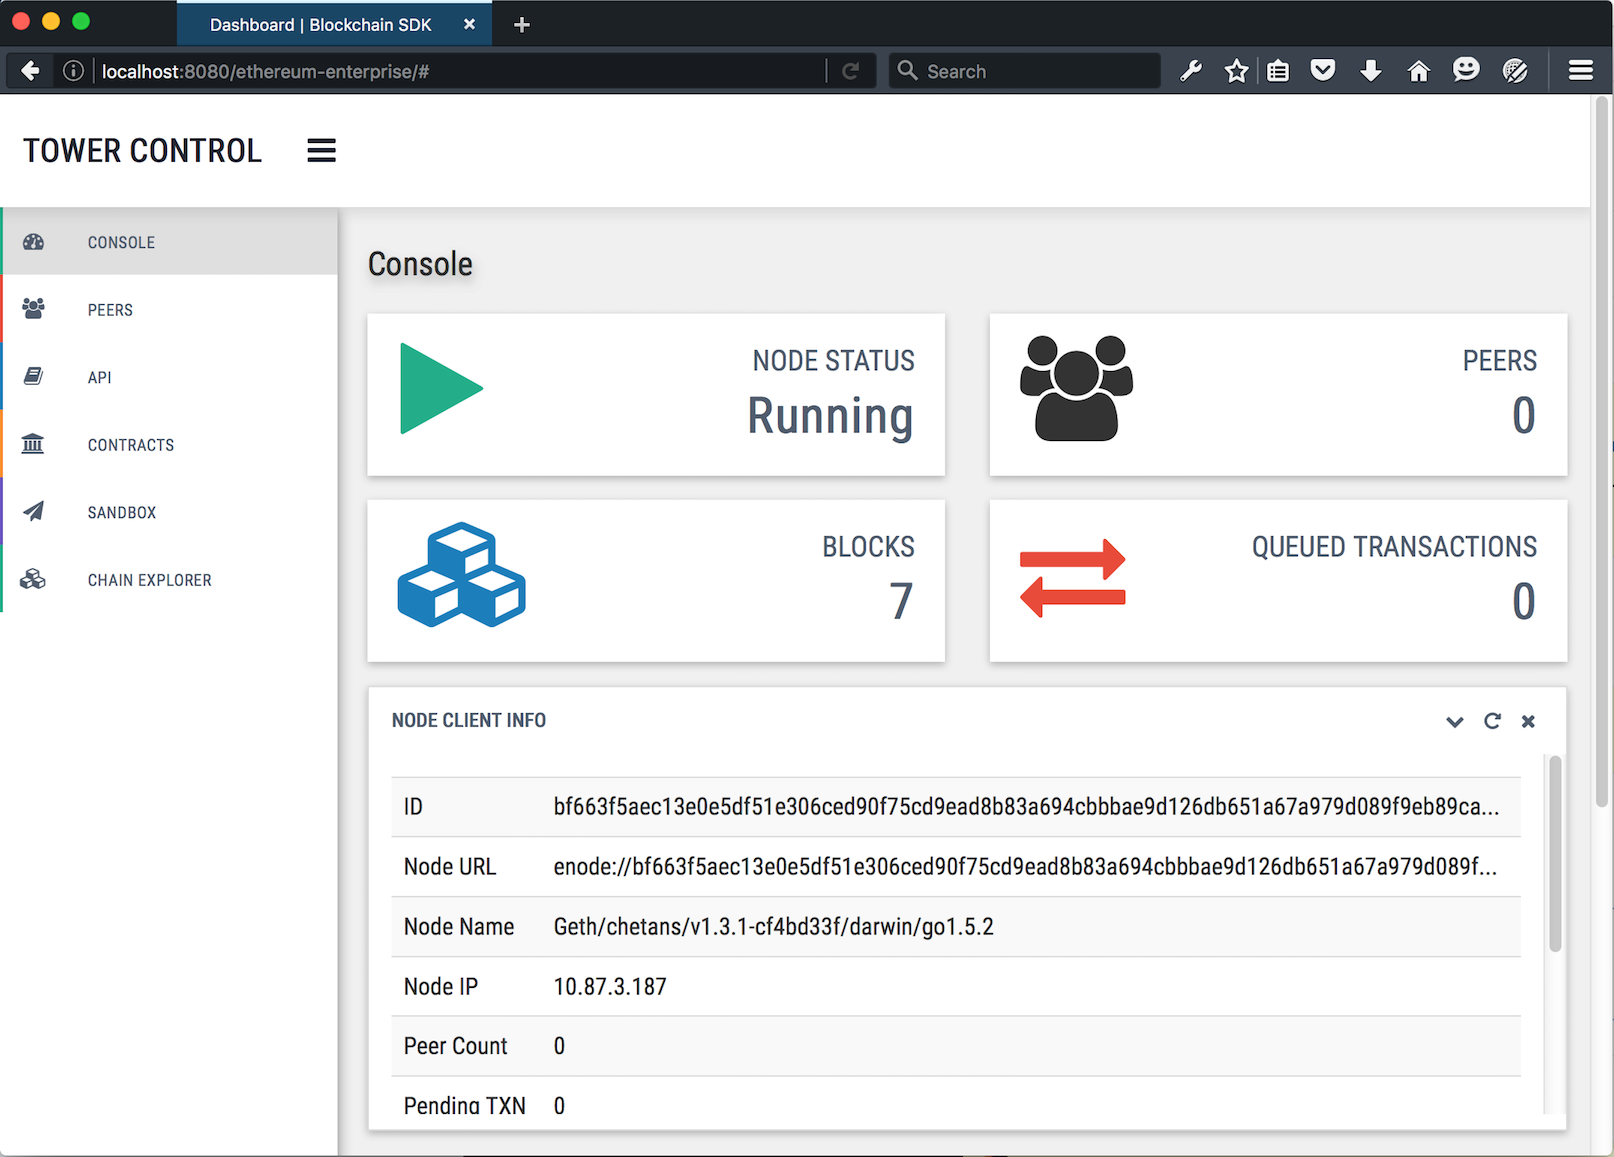 Dashboard | Blockchain SDK
localhost:8080/ethereum-enterprise/#
Search
TOWER CONTROL
CONSOLE
PEERS
API
CONTRACTS
SANDBOX
CHAIN EXPLORER
Console
NODE STATUS
Running
PEERS
0
BLOCKS
7
QUEUED TRANSACTIONS
0
NODE CLIENT INFO
ID bf663f5aec13e0e5df51e306ced90f75cd9ead8b83a694cbbbae9d126db651a67a979d089f9eb89ca...
Node URL enode://bf663f5aec13e0e5df51e306ced90f75cd9ead8b83a694cbbbae9d126db651a67a979d089f...
Node Name Geth/chetans/v1.3.1-cf4bd33f/darwin/go1.5.2
Node IP 10.87.3.187
Peer Count 0
Pending TXN 0